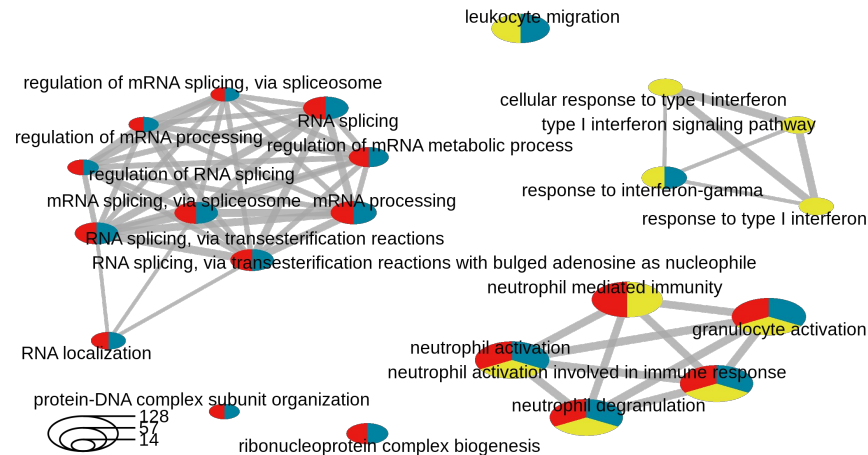 leukocyte migration
regulation of mRNA splicing, via spliceosome
cellular response to type I interferon
RNA splicing
type I interferon signaling pathway
regulation of mRNA processing
regulation of mRNA metabolic process
regulation of RNA splicing
response to interferon-gamma
mRNA splicing, via spliceosome
mRNA processing
response to type I interferon
RNA splicing, via transesterification reactions
RNA splicing, via transesterification reactions with bulged adenosine as nucleophile
neutrophil mediated immunity
granulocyte activation
neutrophil activation
RNA localization
neutrophil activation involved in immune response
protein-DNA complex subunit organization
neutrophil degranulation
128
57
14
ribonucleoprotein complex biogenesis